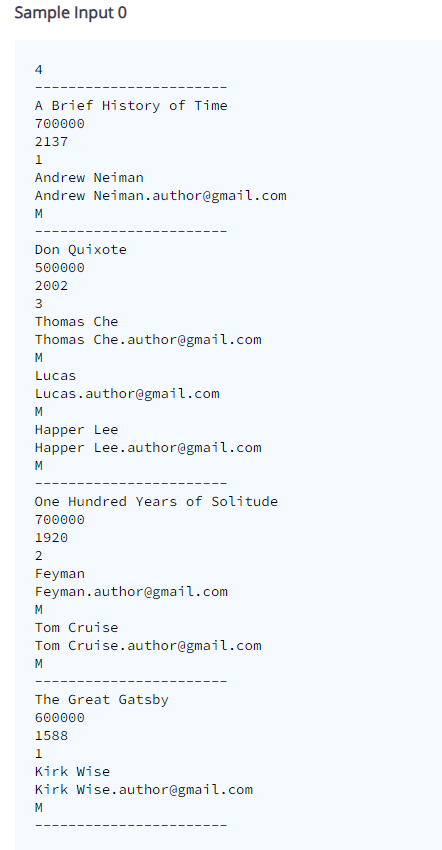 Sample Input 0
4
------------------------
A Brief History of Time
700000
2137
1
Andrew Neiman
Andrew Neiman.author@gmail.com
M
------------------------
Don Quixote
500000
2002
3
Thomas Che
Thomas Che.author@gmail.com
M
Lucas
Lucas.author@gmail.com
M
Happer Lee
Happer Lee.author@gmail.com
M
------------------------
One Hundred Years of Solitude
700000
1920
2
Feyman
Feyman.author@gmail.com
M
Tom Cruise
Tom Cruise.author@gmail.com
M
------------------------
The Great Gatsby
600000
1588
1
Kirk Wise
Kirk Wise.author@gmail.com
M
------------------------